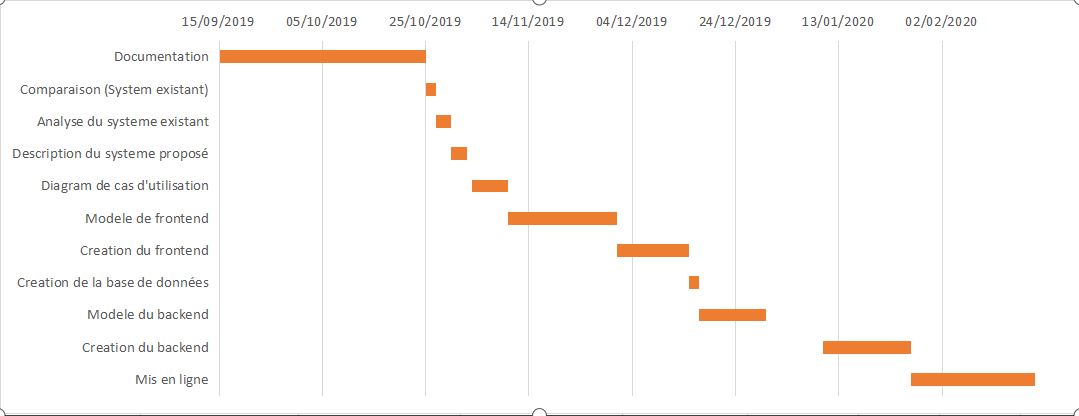 15/09/2019 05/10/2019 25/10/2019 14/11/2019 04/12/2019 24/12/2019 13/01/2020 02/02/2020
Documentation
Comparaison (System existant)
Analyse du systeme existant
Description du systeme proposé
Diagram de cas d'utilisation
Modele de frontend
Creation du frontend
Creation de la base de données
Modele du backend
Creation du backend
Mis en ligne